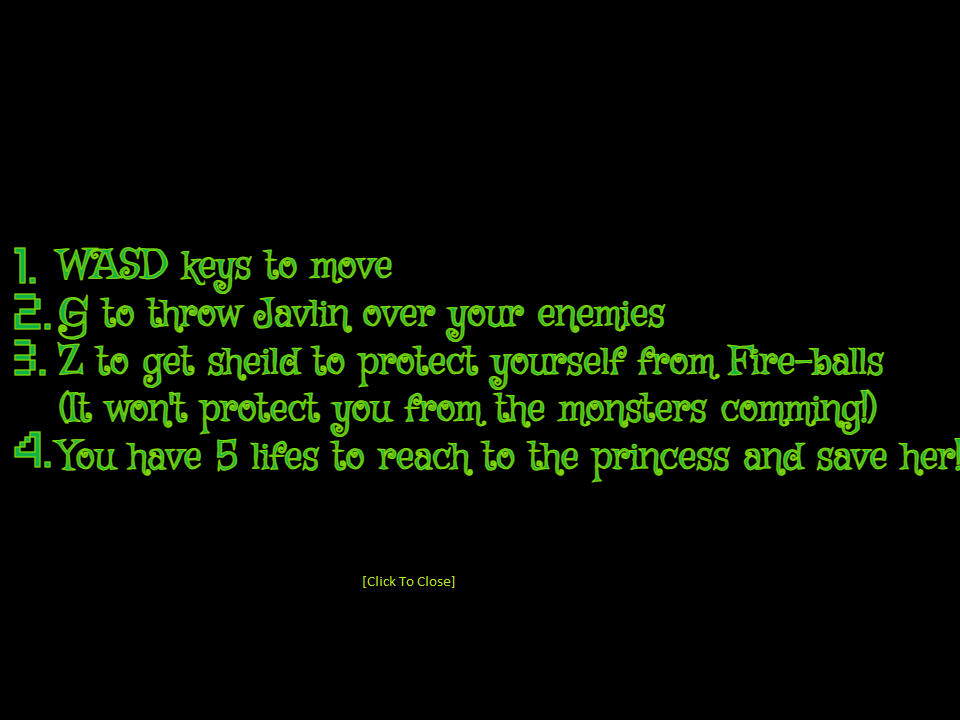 1. WASD keys to move
2. G to throw Javlin over your enemies
3. Z to get sheild to protect yourself from Fire-balls
(It won't protect you from the monsters comming!)
4. You have 5 lifes to reach to the princess and save her!
[Click To Close]